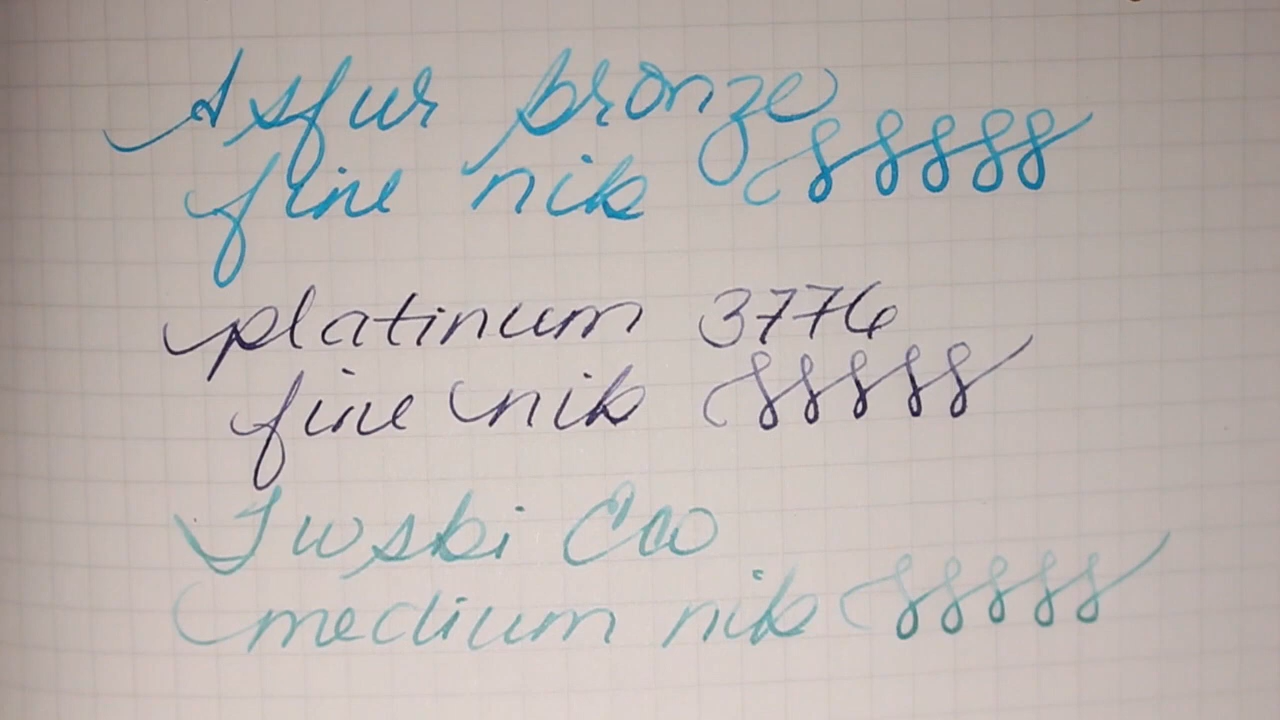 Asfur bronze
fine nib
platinum 3776
fine nib
Twsbi Eco
medium nib